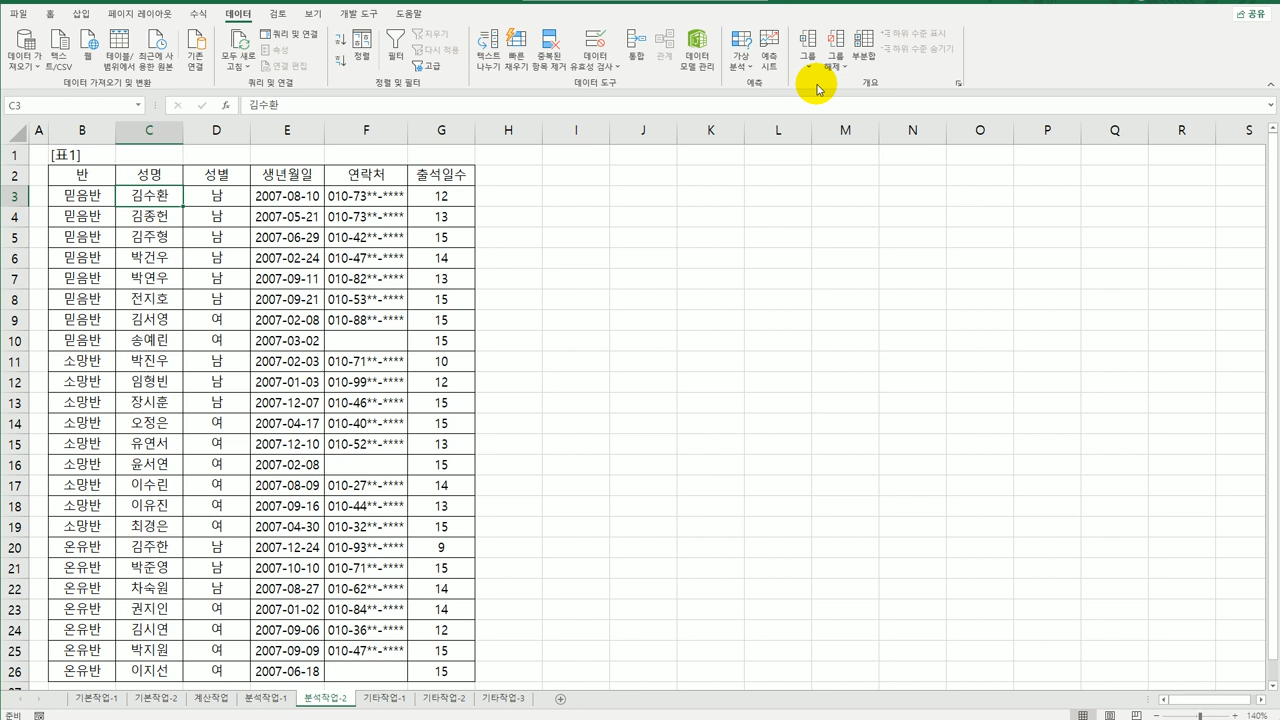 파일 홈 삽입 페이지 레이아웃 수식 데이터 검토 보기 개발 도구 도움말 공유
데이터 가져오기 텍스트/CSV 웹 테이블/범위에서 최근에 사용한 원본 기존 연결 모두 새로 고침 쿼리 및 연결 속성 연결 편집 정렬 필터 지우기 다시 적용 고급 텍스트 나누기 빠른 채우기 중복된 항목 제거 데이터 유효성 검사 통합 관계 데이터 모델 관리 가상 분석 예측 시트 그룹 그룹 해제 부분합 하위 수준 표시 하위 수준 숨기기
데이터 가져오기 및 변환 쿼리 및 연결 정렬 및 필터 데이터 도구 예측 개요
C3 fx 김수환
A B C D E F G H I J K L M N O P Q R S
1 [표1]
2 반 성명 성별 생년월일 연락처 출석일수
3 믿음반 김수환 남 2007-08-10 010-73**-**** 12
4 믿음반 김종헌 남 2007-05-21 010-73**-**** 13
5 믿음반 김주형 남 2007-06-29 010-42**-**** 15
6 믿음반 박건우 남 2007-02-24 010-47**-**** 14
7 믿음반 박연우 남 2007-09-11 010-82**-**** 13
8 믿음반 전지호 남 2007-09-21 010-53**-**** 15
9 믿음반 김서영 여 2007-02-08 010-88**-**** 15
10 믿음반 송예린 여 2007-03-02 15
11 소망반 박진우 남 2007-02-03 010-71**-**** 10
12 소망반 임형빈 남 2007-01-03 010-99**-**** 12
13 소망반 장시훈 남 2007-12-07 010-46**-**** 15
14 소망반 오정은 여 2007-04-17 010-40**-**** 15
15 소망반 유연서 여 2007-12-10 010-52**-**** 13
16 소망반 윤서연 여 2007-02-08 15
17 소망반 이수린 여 2007-08-09 010-27**-**** 14
18 소망반 이유진 여 2007-09-16 010-44**-**** 13
19 소망반 최경은 여 2007-04-30 010-32**-**** 15
20 온유반 김주한 남 2007-12-24 010-93**-**** 9
21 온유반 박준영 남 2007-10-10 010-71**-**** 15
22 온유반 차숙원 남 2007-08-27 010-62**-**** 14
23 온유반 권지인 여 2007-01-02 010-84**-**** 14
24 온유반 김시연 여 2007-09-06 010-36**-**** 12
25 온유반 박지원 여 2007-09-09 010-47**-**** 15
26 온유반 이지선 여 2007-06-18 15
기본작업-1 기본작업-2 계산작업 분석작업-1 분석작업-2 기타작업-1 기타작업-2 기타작업-3
준비 140%